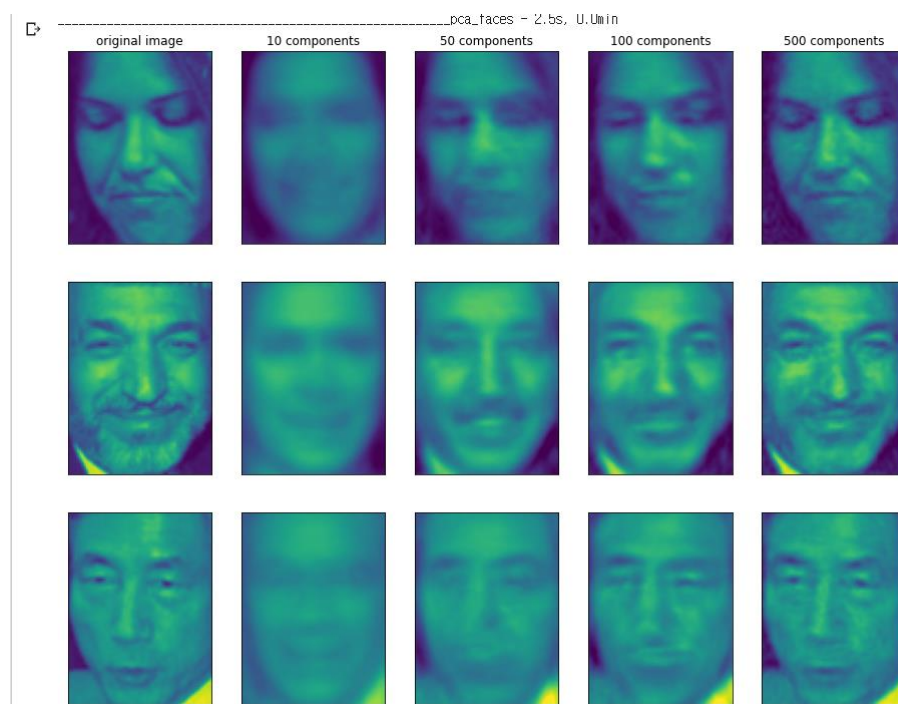 pca_faces - 2.5s, 0.0min
original image 10 components 50 components 100 components 500 components